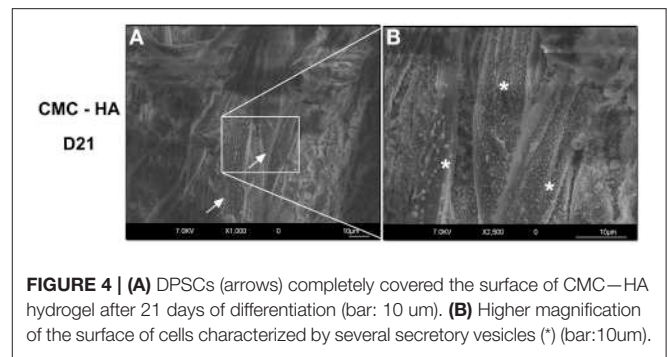 A
B
CMC - HA
D21
*
*
*
7.0KV X1,000 0 10µm
7.0KV X2,500 0 10µm
FIGURE 4 | (A) DPSCs (arrows) completely covered the surface of CMC—HA
hydrogel after 21 days of differentiation (bar: 10 um). (B) Higher magnification
of the surface of cells characterized by several secretory vesicles (*) (bar:10um).